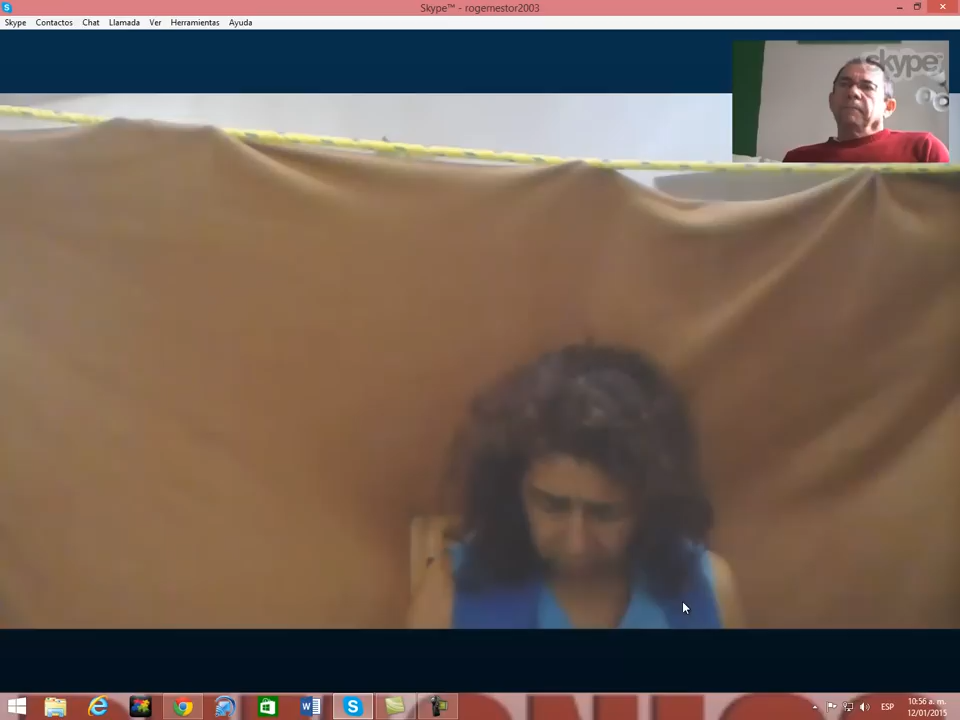 Skype™ - rogemestor2003
Skype Contactos Chat Llamada Ver Herramientas Ayuda
skype
ESP
10:56 a. m.
12/01/2015